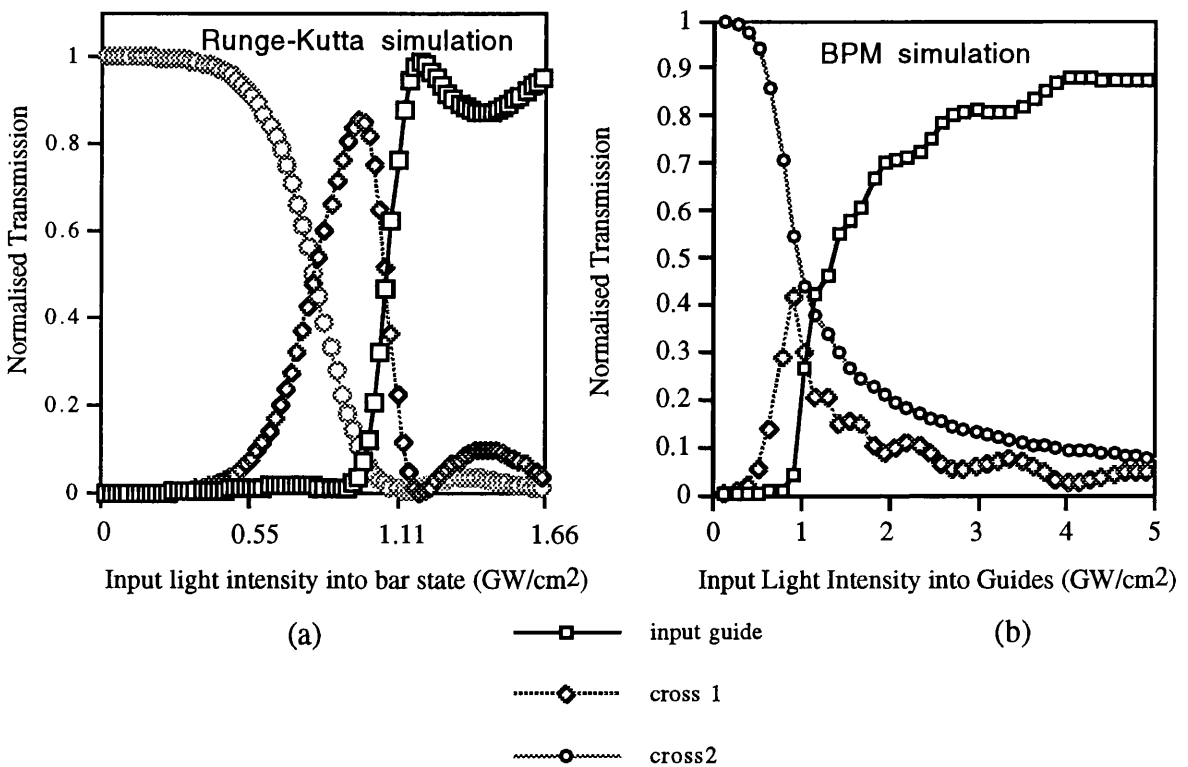 Runge-Kutta simulation
Normalised Transmission
1
0.8
0.6
0.4
0.2
0
0
0.55
1.11
1.66
Input light intensity into bar state (GW/cm2)
(a)
BPM simulation
Normalised Transmission
1
0.9
0.8
0.7
0.6
0.5
0.4
0.3
0.2
0.1
0
0
1
2
3
4
5
Input Light Intensity into Guides (GW/cm2)
(b)
input guide
cross 1
cross2